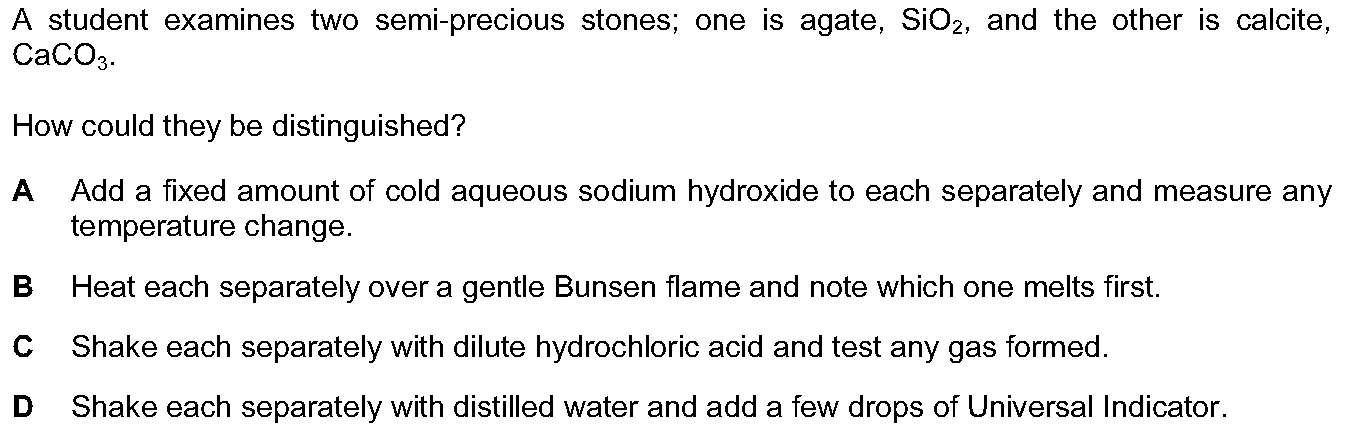 A student examines two semi-precious stones; one is agate, SiO₂, and the other is calcite,
CaCO₃.
How could they be distinguished?
A Add a fixed amount of cold aqueous sodium hydroxide to each separately and measure any
temperature change.
B Heat each separately over a gentle Bunsen flame and note which one melts first.
C Shake each separately with dilute hydrochloric acid and test any gas formed.
D Shake each separately with distilled water and add a few drops of Universal Indicator.